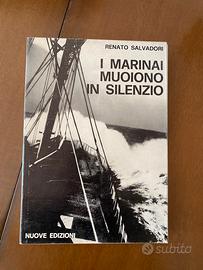 RENATO SALVADORI
I MARINAI
MUOIONO
IN SILENZIO
NUOVE EDIZIONI
subito